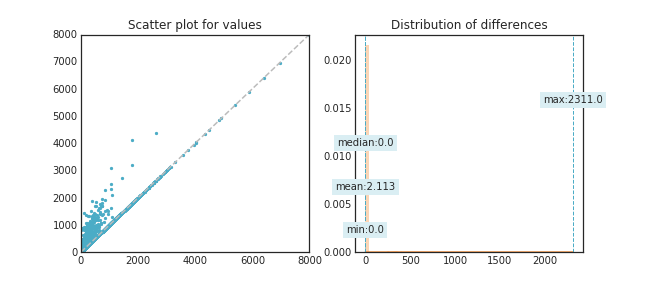 Scatter plot for values
8000
7000
6000
5000
4000
3000
2000
1000
0
0 2000 4000 6000 8000
Distribution of differences
0.020
0.015
0.010
0.005
0.000
max:2311.0
median:0.0
mean:2.113
min:0.0
0 500 1000 1500 2000